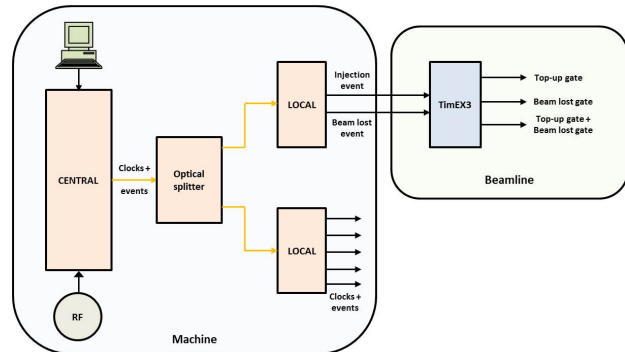 CENTRAL
RF
Clocks +
events
Optical
splitter
LOCAL
Injection
event
Beam lost
event
LOCAL
Clocks +
events
Machine
TimEX3
Top-up gate
Beam lost gate
Top-up gate +
Beam lost gate
Beamline